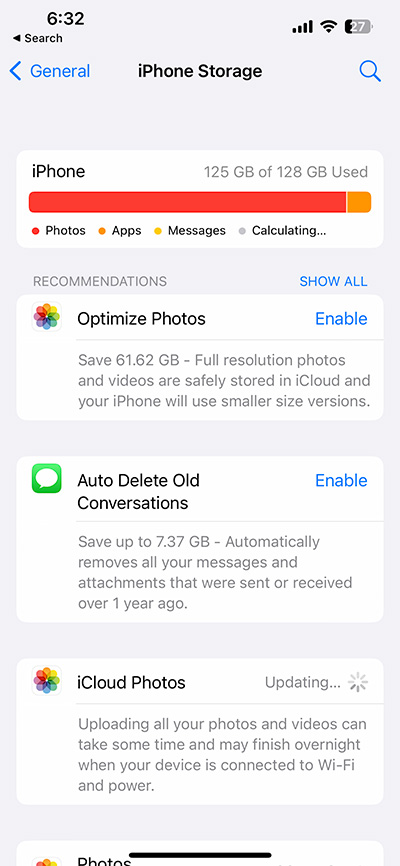 6:32
27
◀ Search
General
iPhone Storage
iPhone
125 GB of 128 GB Used
Photos
Apps
Messages
Calculating...
RECOMMENDATIONS
SHOW ALL
Optimize Photos
Enable
Save 61.62 GB - Full resolution photos
and videos are safely stored in iCloud and
your iPhone will use smaller size versions.
Auto Delete Old
Conversations
Enable
Save up to 7.37 GB - Automatically
removes all your messages and
attachments that were sent or received
over 1 year ago.
iCloud Photos
Updating...
Uploading all your photos and videos can
take some time and may finish overnight
when your device is connected to Wi-Fi
and power.
Photos